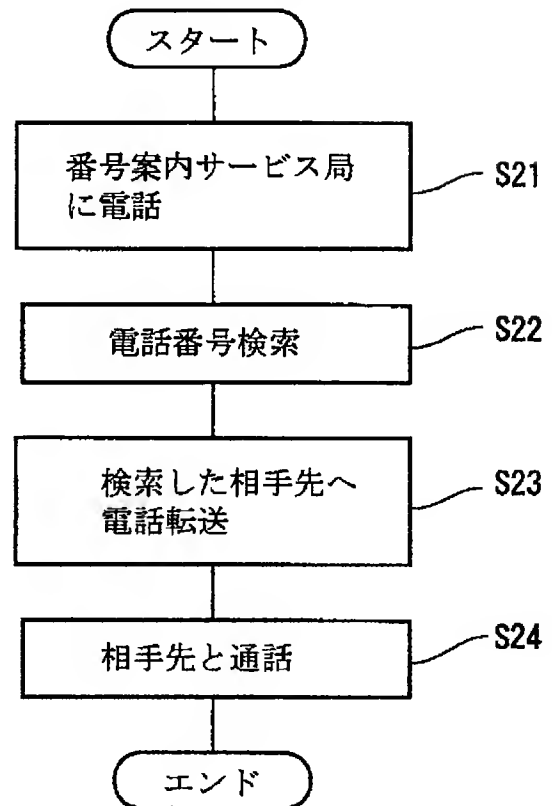 スタート
番号案内サービス局
に電話
S21
電話番号検索
S22
検索した相手先へ
電話転送
S23
相手先と通話
S24
エンド